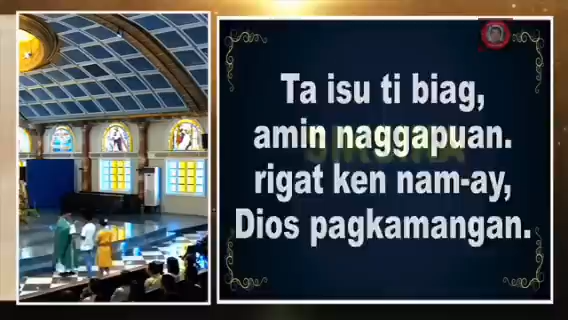 Ta isu ti biag,
amin naggapuan.
rigat ken nam-ay,
Dios pagkamangan.